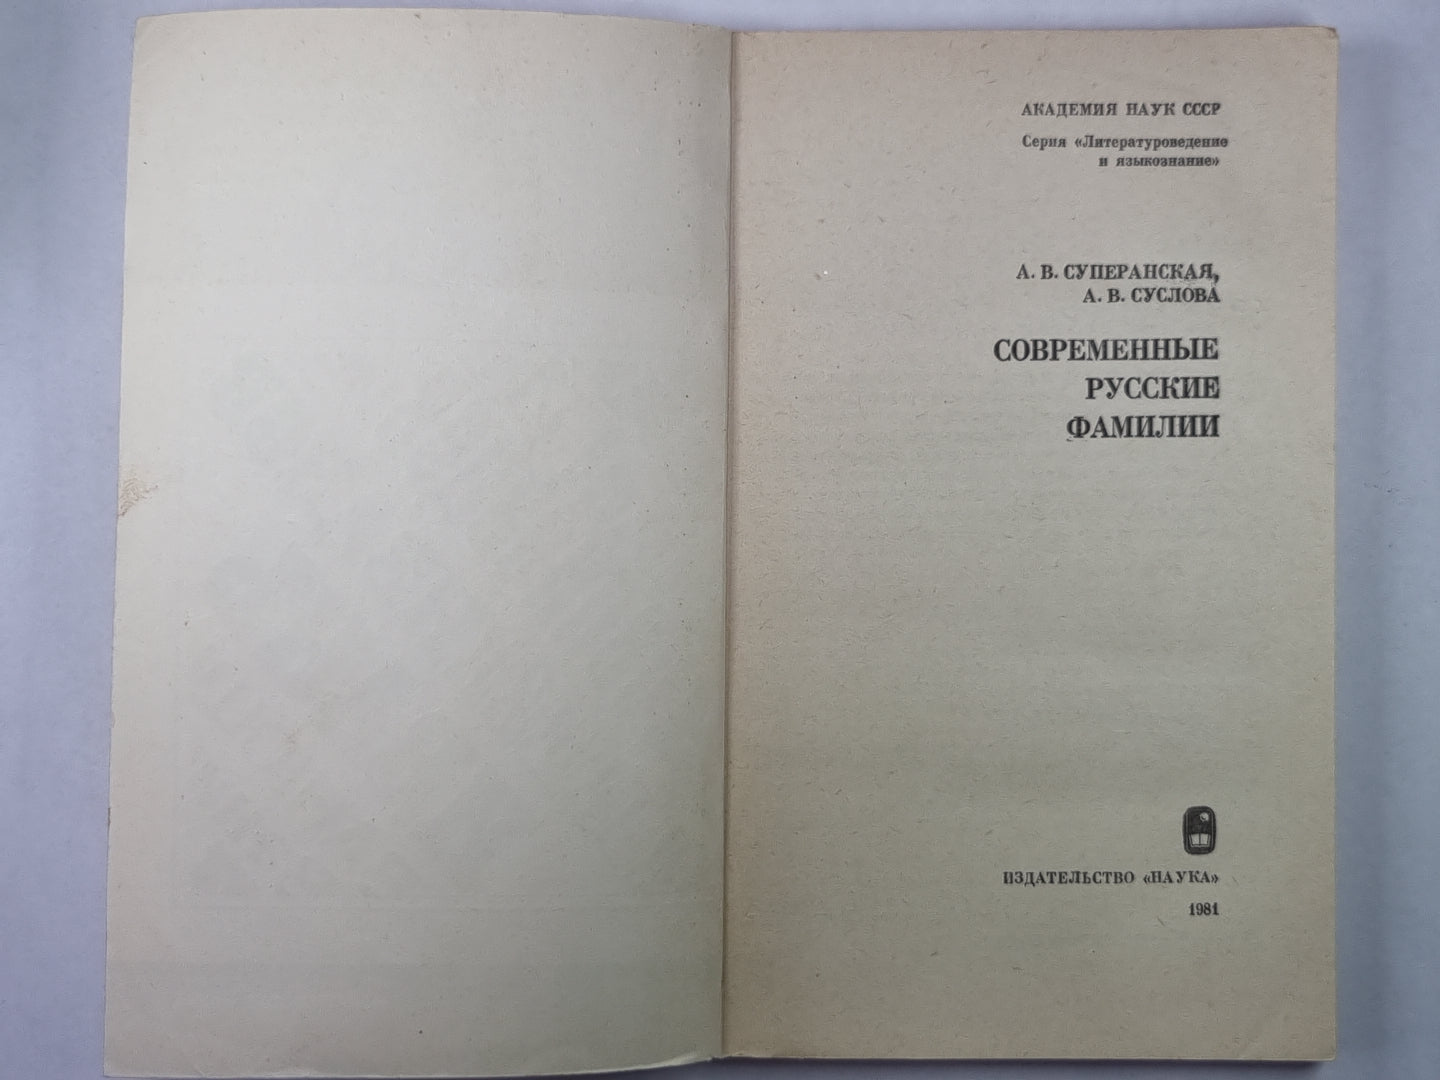 АКАДЕМИЯ НАУК СССР
Серия «Литературоведение
и языкознание»
А. В. СУПЕРАНСКАЯ,
А. В. СУСЛОВА
СОВРЕМЕННЫЕ
РУССКИЕ
ФАМИЛИИ
ИЗДАТЕЛЬСТВО «НАУКА»
1981